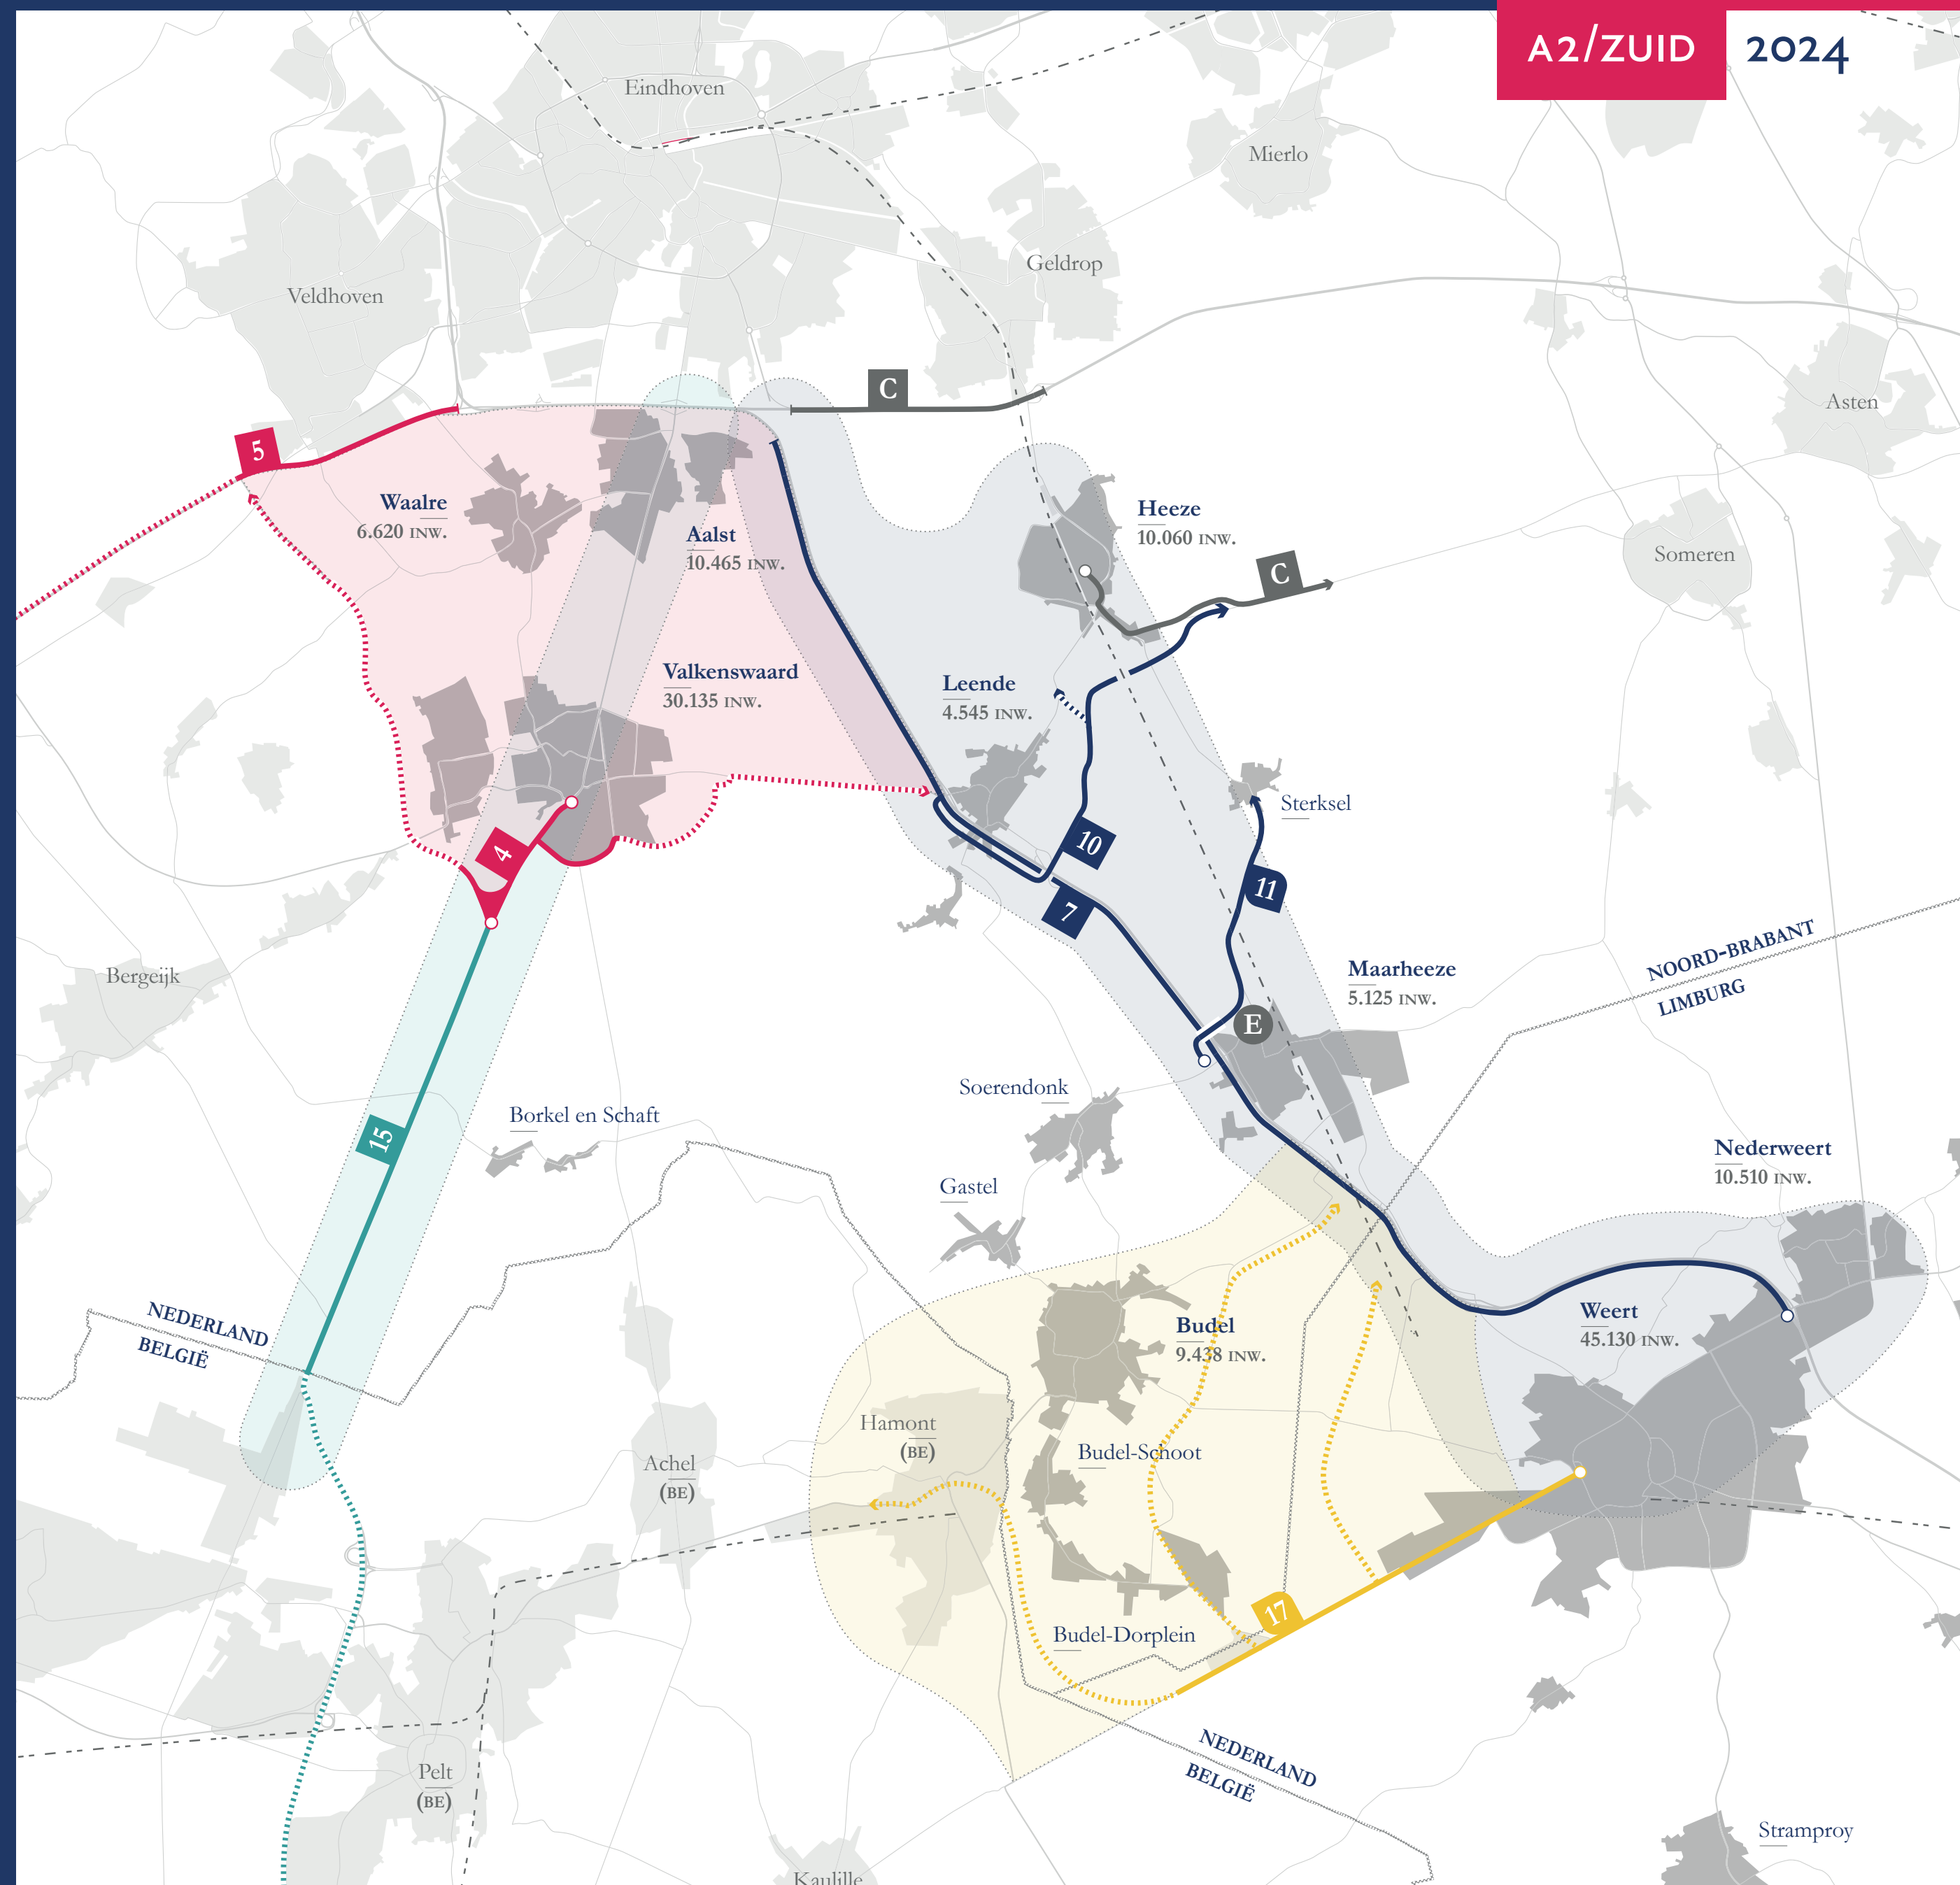 A2/ZUID 2024
Eindhoven
Mierlo
Geldrop
Veldhoven
C
Asten
5
Waalre
6.620 INW.
Heeze
10.060 INW.
Aalst
10.465 INW.
Someren
C
Valkenswaard
30.135 INW.
Leende
4.545 INW.
Sterksel
10
4
11
7
NOORD-BRABANT
LIMBURG
Bergeijk
Maarheeze
5.125 INW.
E
Soerendonk
Borkel en Schaft
15
Nederweert
10.510 INW.
Gastel
NEDERLAND
BELGIË
Weert
45.130 INW.
Budel
9.438 INW.
Hamont
(BE)
Budel-Schoot
Achel
(BE)
17
Budel-Dorplein
NEDERLAND
BELGIË
Pelt
(BE)
Stramproy
Kaulille